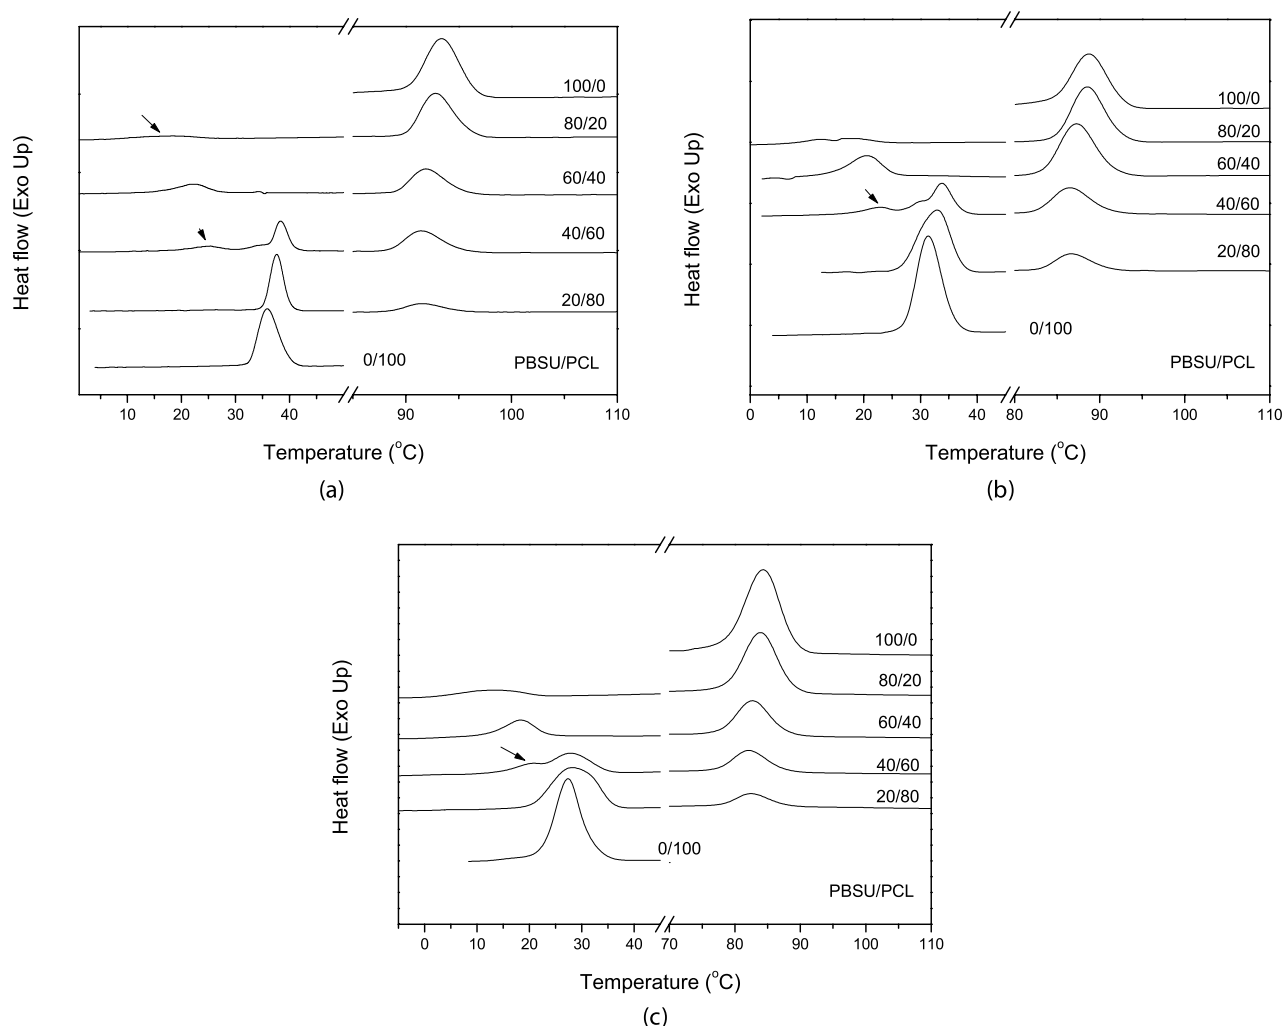 Heat flow (Exo Up)
100/0
80/20
60/40
40/60
20/80
0/100
PBSU/PCL
10 20 30 40 90 100 110
Temperature (°C)
(a)
Heat flow (Exo Up)
100/0
80/20
60/40
40/60
20/80
0/100
PBSU/PCL
0 10 20 30 40 80 90 100 110
Temperature (°C)
(b)
Heat flow (Exo Up)
100/0
80/20
60/40
40/60
20/80
0/100
PBSU/PCL
0 10 20 30 40 70 80 90 100 110
Temperature (°C)
(c)